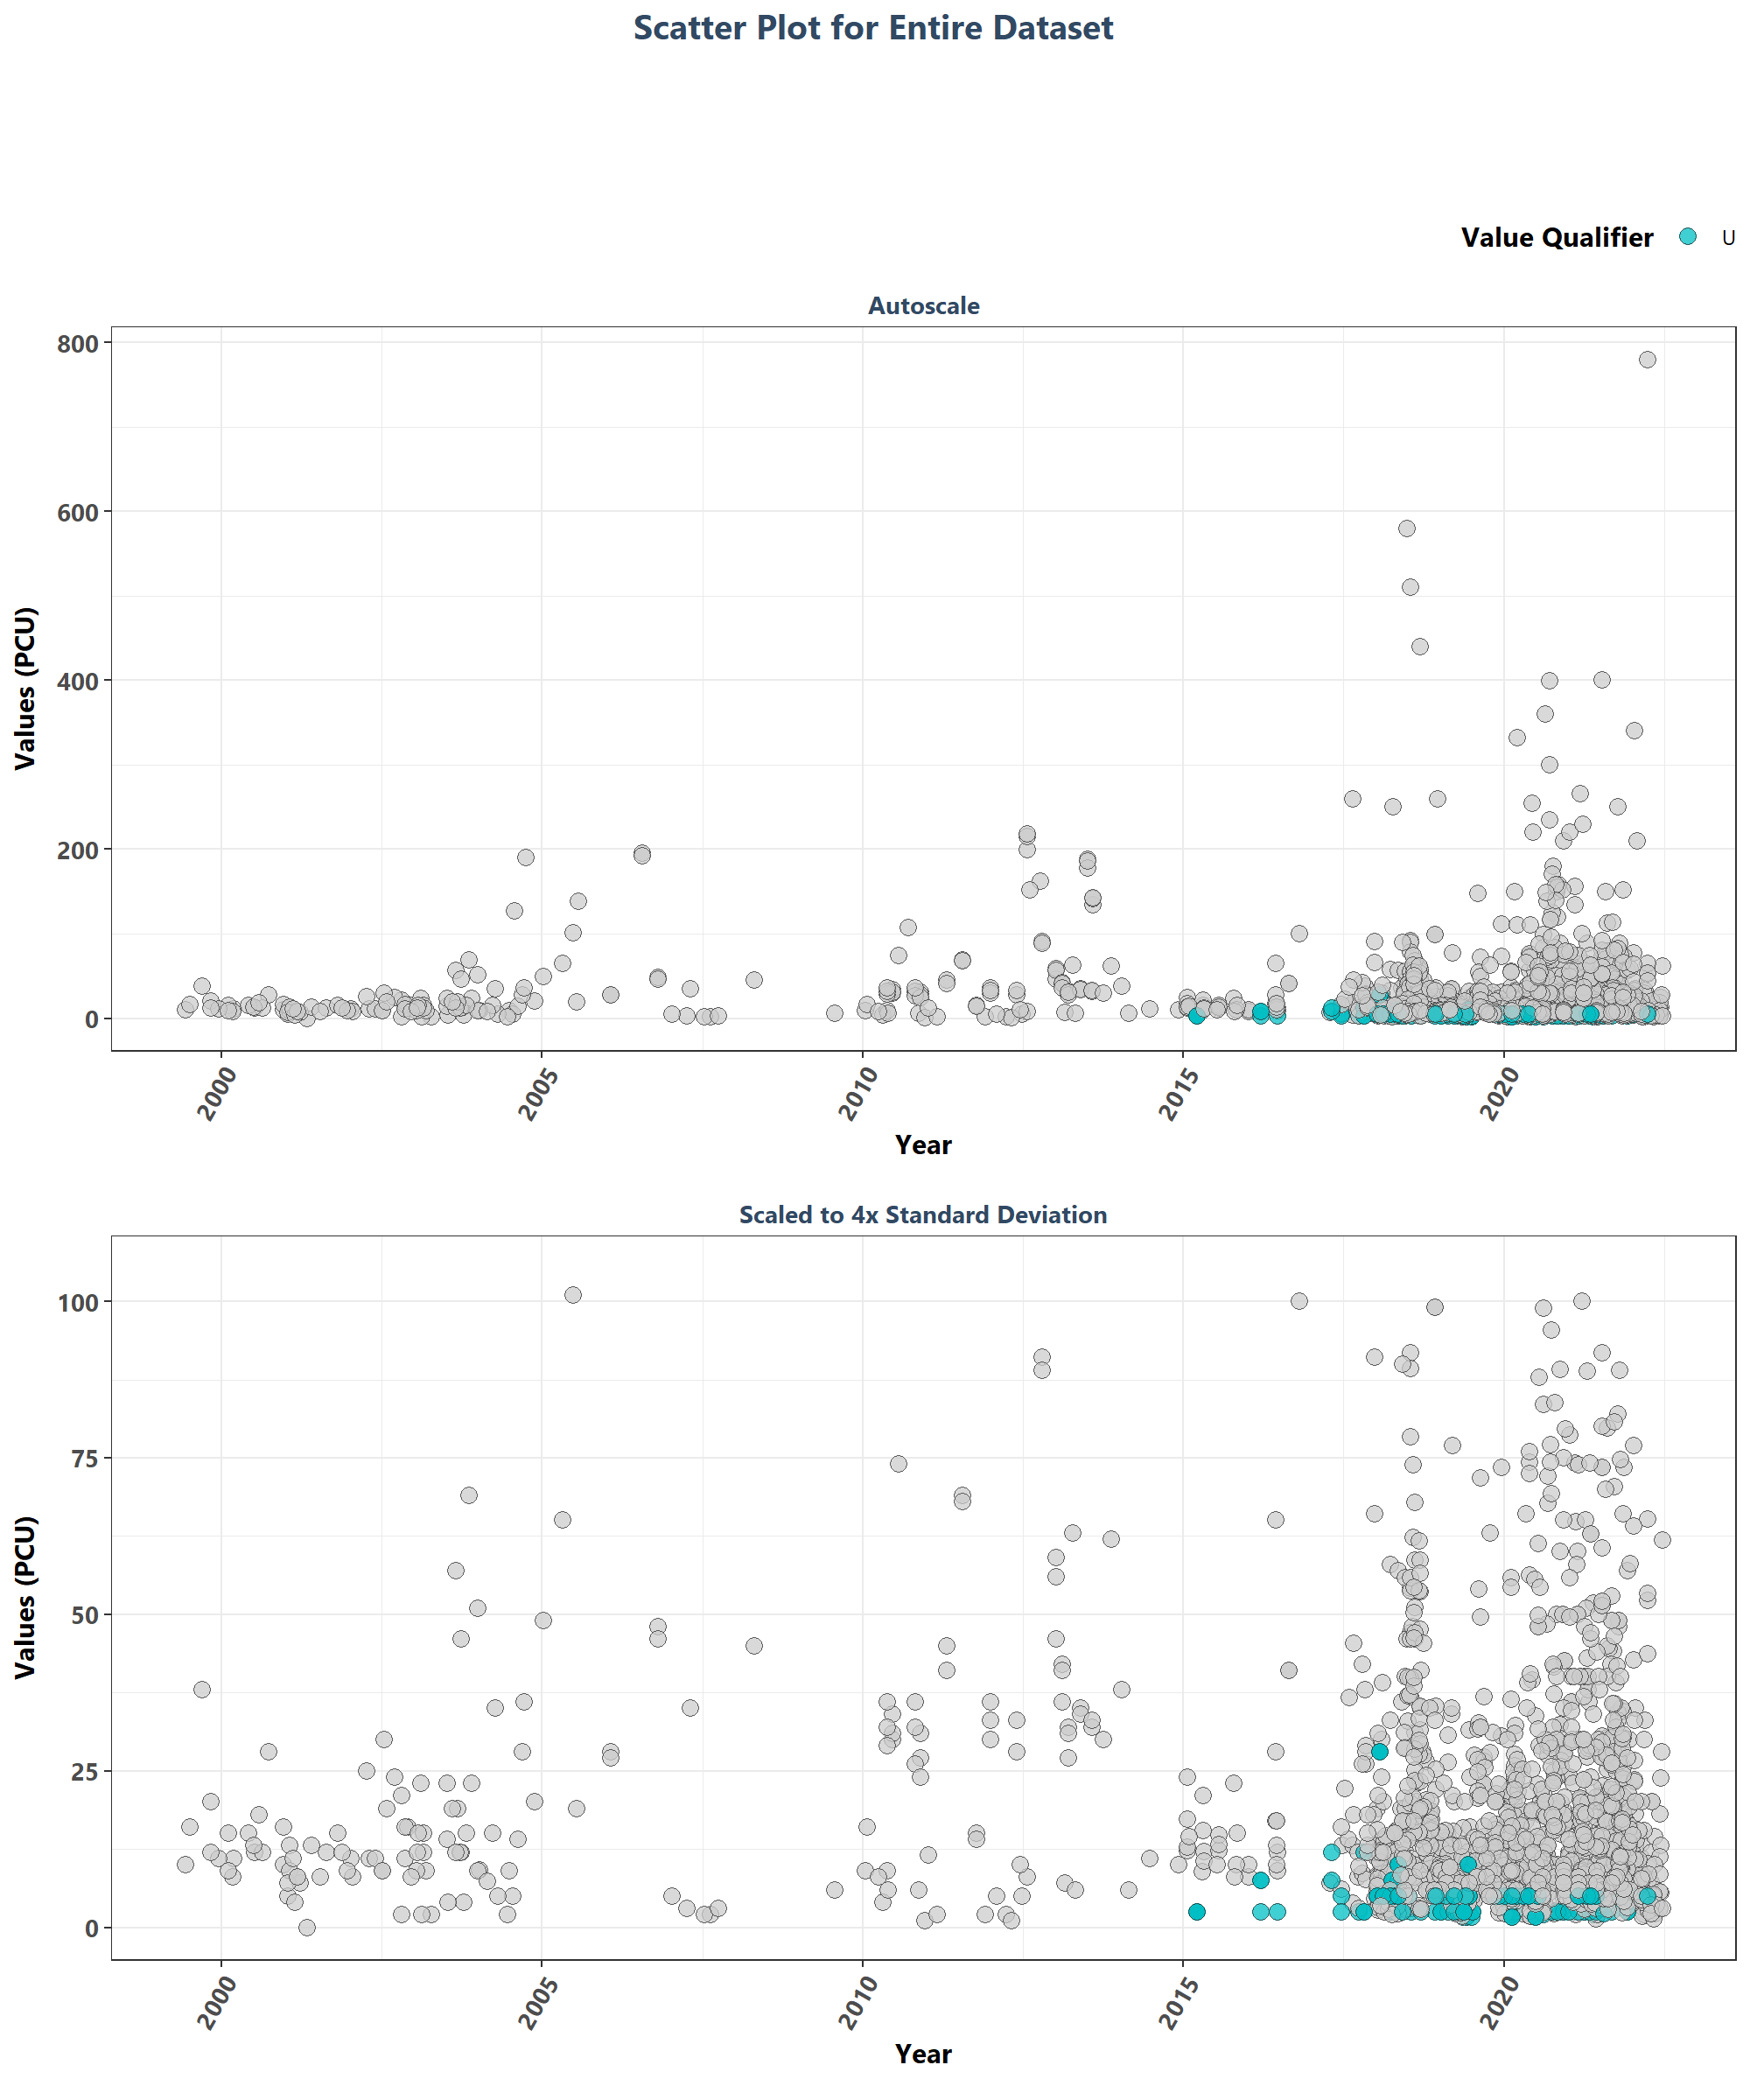 Scatter Plot for Entire Dataset
Value Qualifier U
Autoscale
800
600
400
200
0
Values (PCU)
2000 2005 2010 2015 2020
Year
Scaled to 4x Standard Deviation
100
75
50
25
0
Values (PCU)
2000 2005 2010 2015 2020
Year